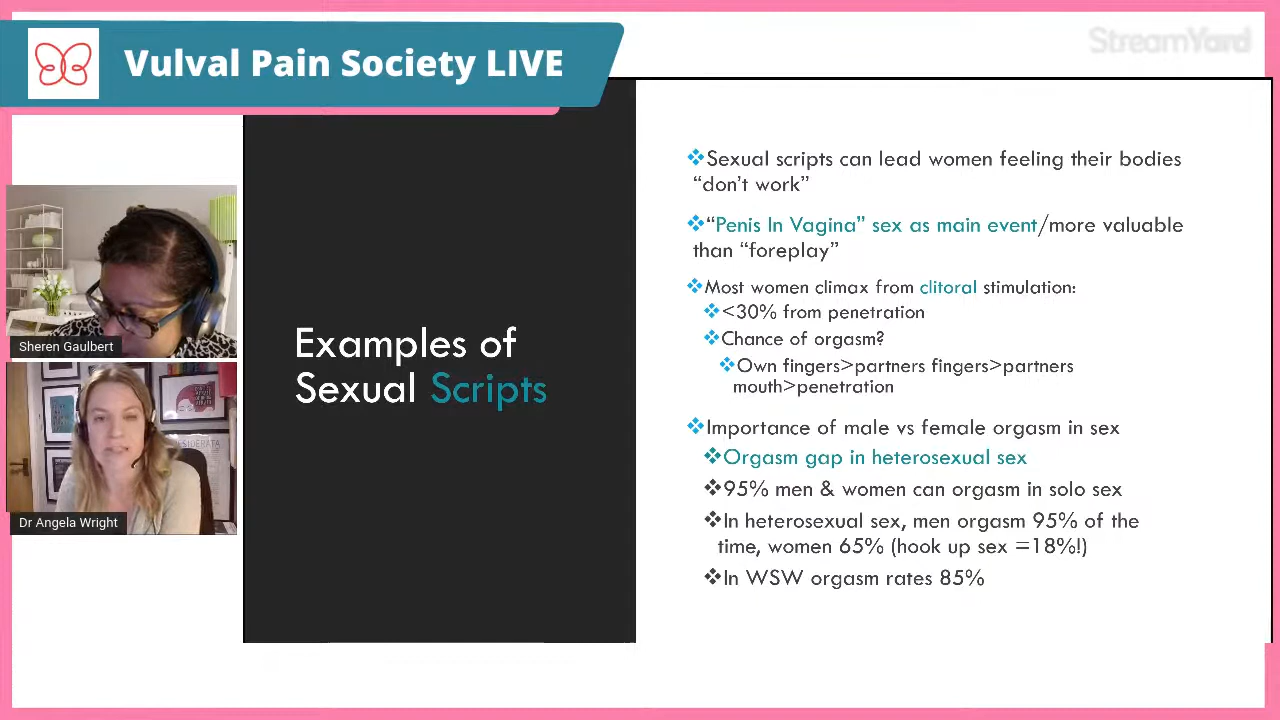 Vulval Pain Society LIVE
StreamYard
Sheren Gaulbert
Dr Angela Wright
Examples of
Sexual Scripts
❖Sexual scripts can lead women feeling their bodies
“don’t work”
❖“Penis In Vagina” sex as main event/more valuable
than “foreplay”
❖Most women climax from clitoral stimulation:
❖<30% from penetration
❖Chance of orgasm?
❖Own fingers>partners fingers>partners
mouth>penetration
❖Importance of male vs female orgasm in sex
❖Orgasm gap in heterosexual sex
❖95% men & women can orgasm in solo sex
❖In heterosexual sex, men orgasm 95% of the
time, women 65% (hook up sex =18%!)
❖In WSW orgasm rates 85%